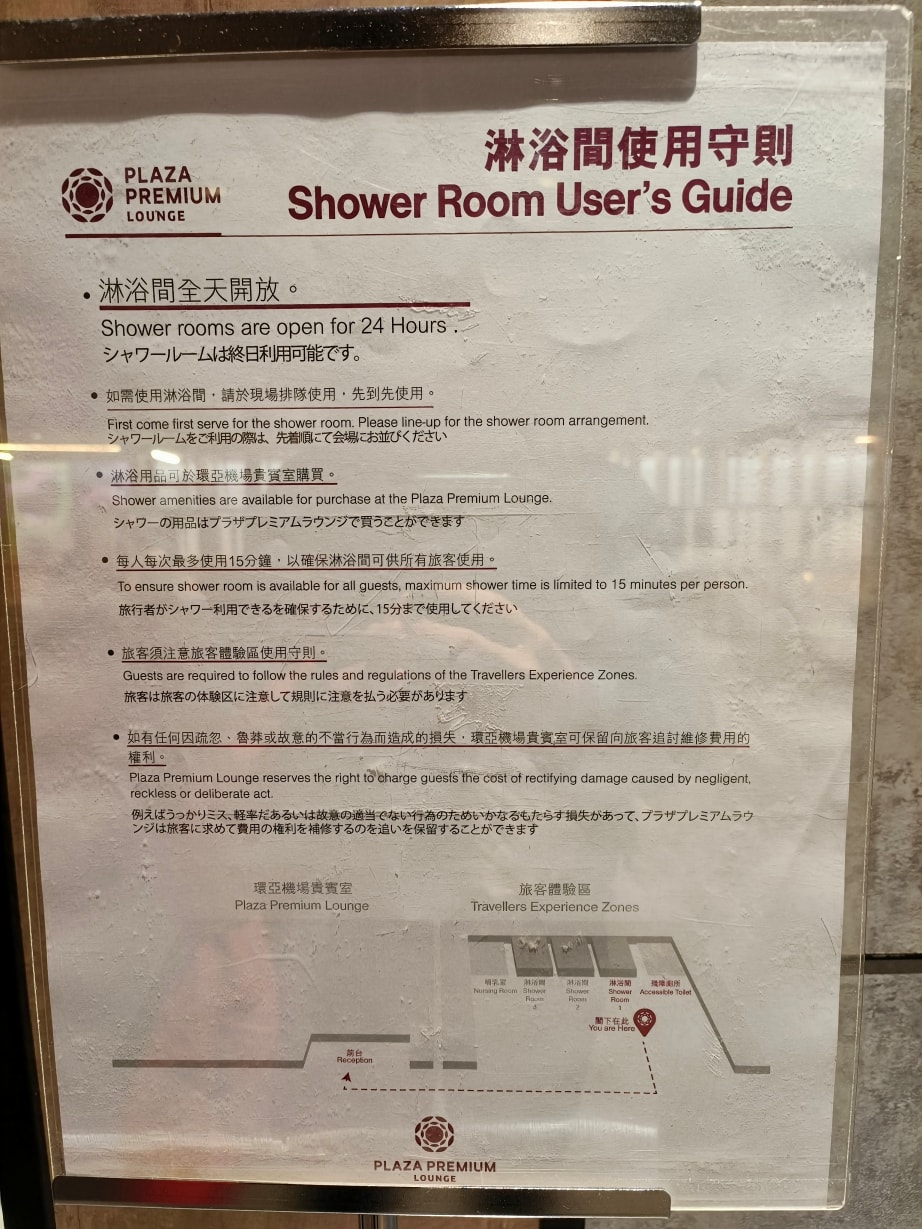 淋浴間使用守則
PLAZA
PREMIUM
LOUNGE
Shower Room User's Guide
• 淋浴間全天開放。
Shower rooms are open for 24 Hours .
シャワールームは終日利用可能です。
• 如需使用淋浴間，請於現場排隊使用，先到先使用。
First come first serve for the shower room. Please line-up for the shower room arrangement.
シャワールームをご利用の際は、先着順にて会場にお並びください
• 淋浴用品可於環亞機場貴賓室購買。
Shower amenities are available for purchase at the Plaza Premium Lounge.
シャワーの用品はプラザプレミアムラウンジで買うことができます
• 每人每次最多使用15分鐘，以確保淋浴間可供所有旅客使用。
To ensure shower room is available for all guests, maximum shower time is limited to 15 minutes per person.
旅行者がシャワー利用できるを確保するために、15分まで使用してください
• 旅客須注意旅客體驗區使用守則。
Guests are required to follow the rules and regulations of the Travellers Experience Zones.
旅客は旅客の体験区に注意して規則に注意を払う必要があります
• 如有任何因疏忽、魯莽或故意的不當行為而造成的損失，環亞機場貴賓室可保留向旅客追討維修費用的
權利。
Plaza Premium Lounge reserves the right to charge guests the cost of rectifying damage caused by negligent,
reckless or deliberate act.
例えばうっかりミス、軽率だあるいは故意の適当でない行為のためいかなるもたらす損失があって、プラザプレミアムラウ
ンジは旅客に求めて費用の権利を補修するのを追いを保留することができます
環亞機場貴賓室
Plaza Premium Lounge
旅客體驗區
Travellers Experience Zones
哺乳室
Nursing Room
淋浴間
Shower
Room
3
淋浴間
Shower
Room
2
淋浴間
Shower
Room
1
殘障廁所
Accessible Toilet
閣下在此
You are Here
前台
Reception
PLAZA PREMIUM
LOUNGE